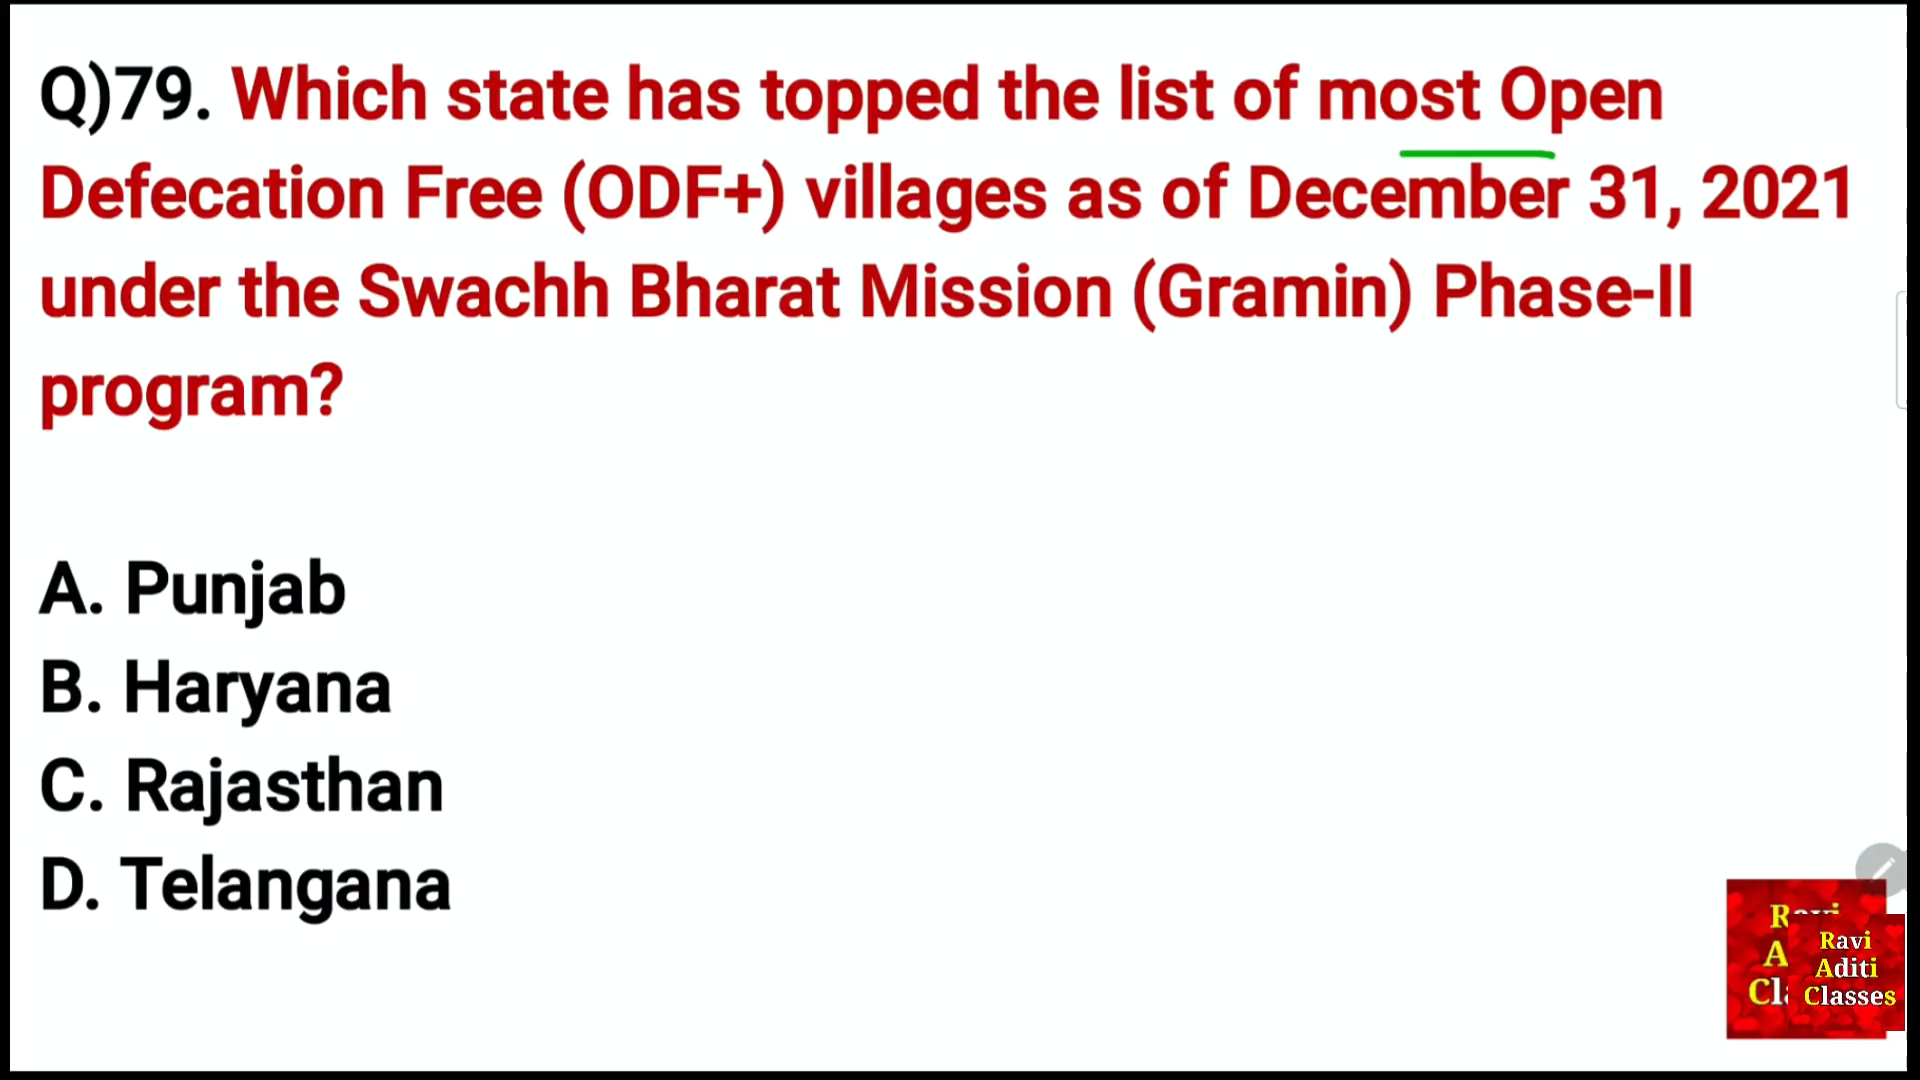 Q)79. Which state has topped the list of most Open
Defecation Free (ODF+) villages as of December 31, 2021
under the Swachh Bharat Mission (Gramin) Phase-II
program?
A. Punjab
B. Haryana
C. Rajasthan
D. Telangana
Ravi
Aditi
Classes